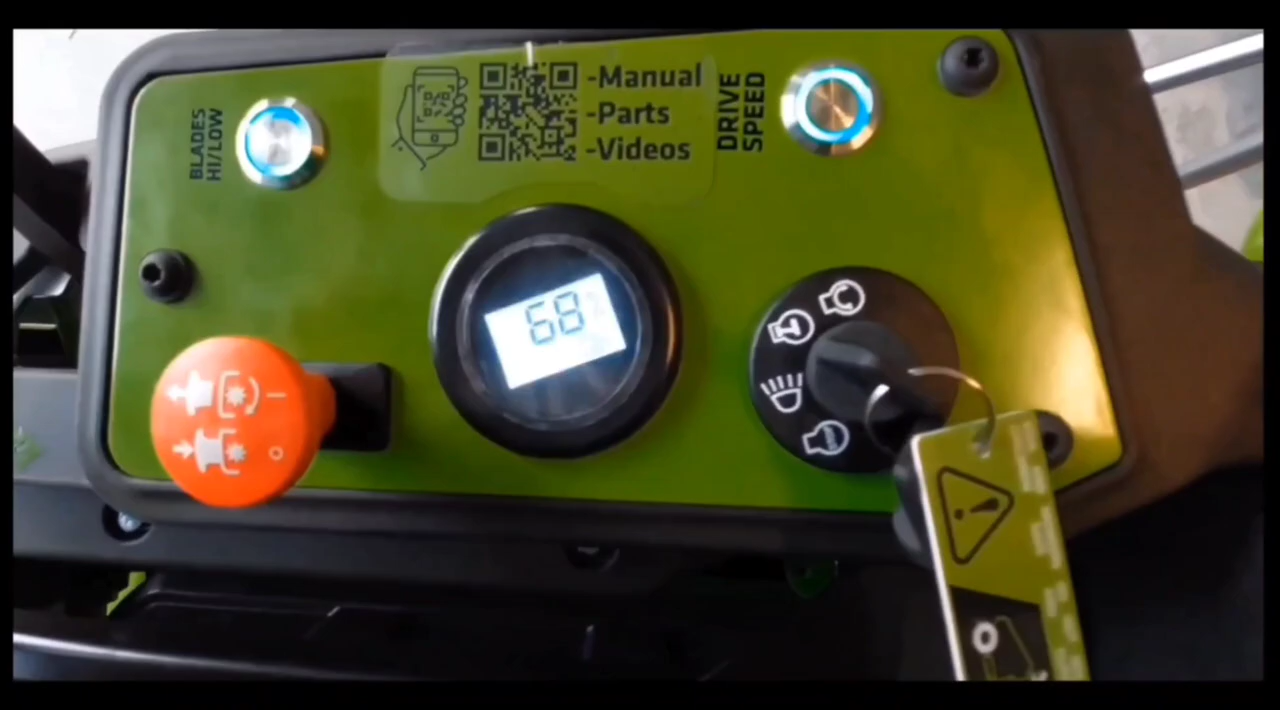 BLADES
HI/LOW
-Manual
-Parts
-Videos
DRIVE
SPEED
68